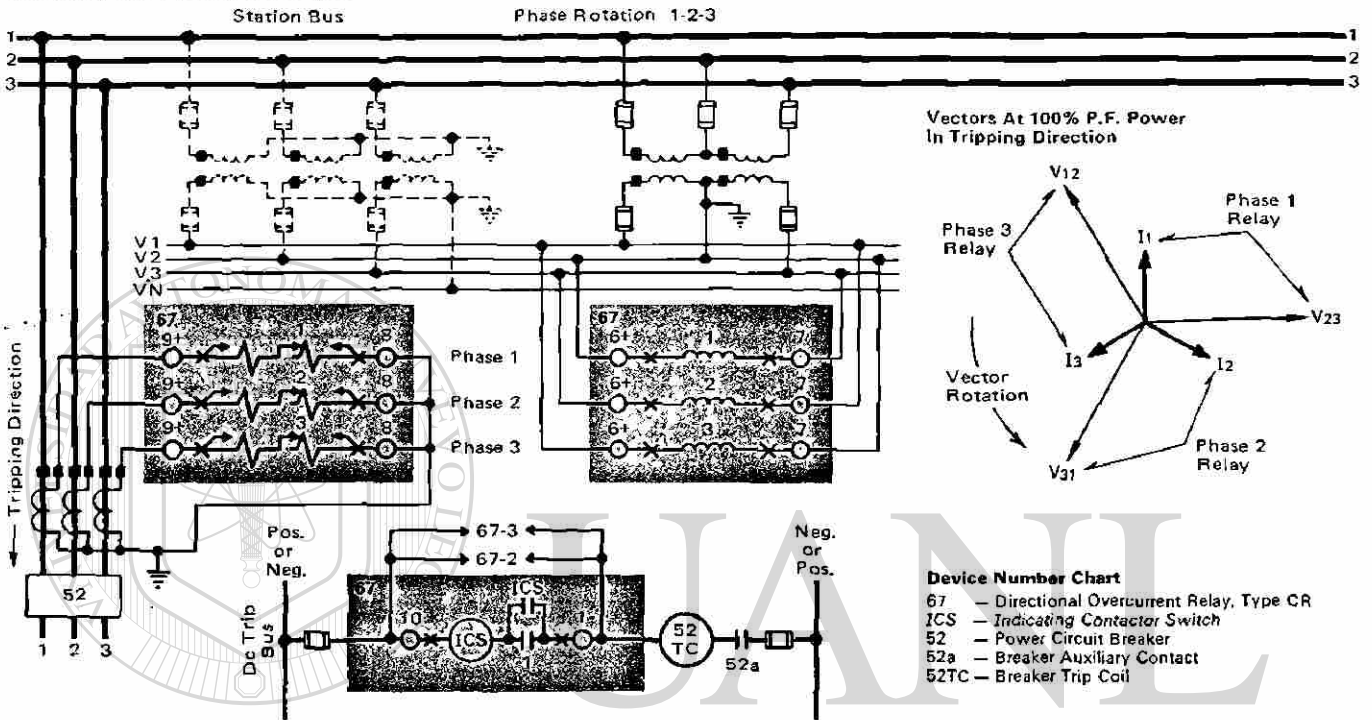 Station Bus
Phase Rotation 1-2-3
1 1
2 2
3 3
Vectors At 100% P.F. Power
In Tripping Direction
V12
Phase 1
Relay
Phase 3
Relay
I1
V23
I3
I2
Vector
Rotation
V31
Phase 2
Relay
V1
V2
V3
VN
67
9+ 1 8
Phase 1
9+ 2 8
Phase 2
9+ 3 8
Phase 3
67
6+ 1 7
6+ 2 7
6+ 3 7
Tripping Direction
52
1 2 3
Pos.
or
Neg.
67-3
67-2
Neg.
or
Pos.
Dc Trip
Bus
67
10
ICS
ICS
1
1
52
TC
52a
Device Number Chart
67 — Directional Overcurrent Relay, Type CR
ICS — Indicating Contactor Switch
52 — Power Circuit Breaker
52a — Breaker Auxiliary Contact
52TC — Breaker Trip Coil
UANL